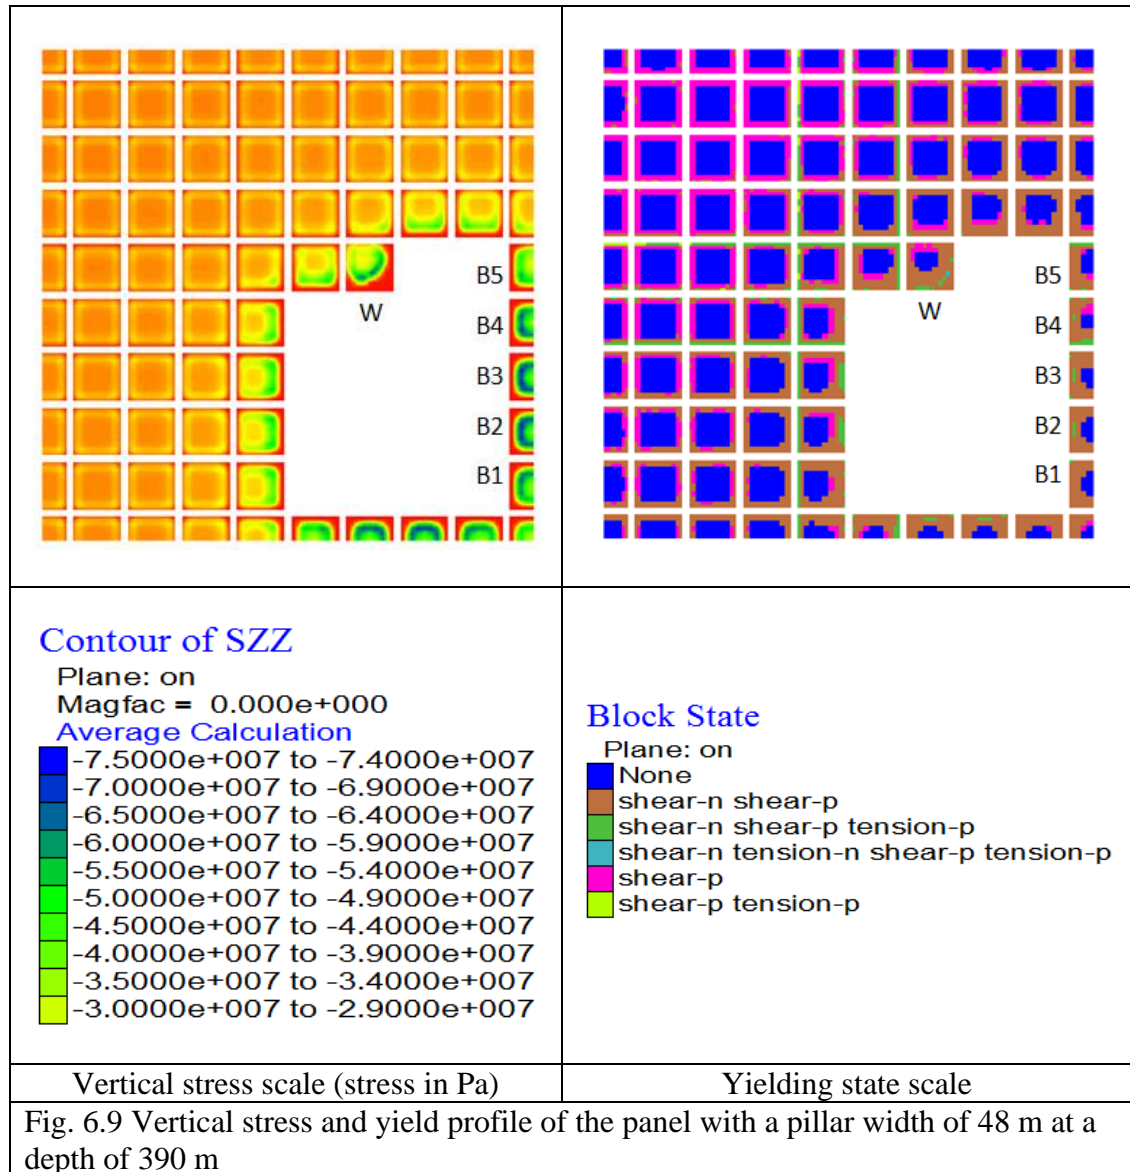 B5
B4
W
B3
B2
B1
B5
B4
W
B3
B2
B1
Contour of SZZ
Plane: on
Magfac = 0.000e+000
Average Calculation
-7.5000e+007 to -7.4000e+007
-7.0000e+007 to -6.9000e+007
-6.5000e+007 to -6.4000e+007
-6.0000e+007 to -5.9000e+007
-5.5000e+007 to -5.4000e+007
-5.0000e+007 to -4.9000e+007
-4.5000e+007 to -4.4000e+007
-4.0000e+007 to -3.9000e+007
-3.5000e+007 to -3.4000e+007
-3.0000e+007 to -2.9000e+007
Block State
Plane: on
None
shear-n shear-p
shear-n shear-p tension-p
shear-n tension-n shear-p tension-p
shear-p
shear-p tension-p
Vertical stress scale (stress in Pa)
Yielding state scale
Fig. 6.9 Vertical stress and yield profile of the panel with a pillar width of 48 m at a
depth of 390 m